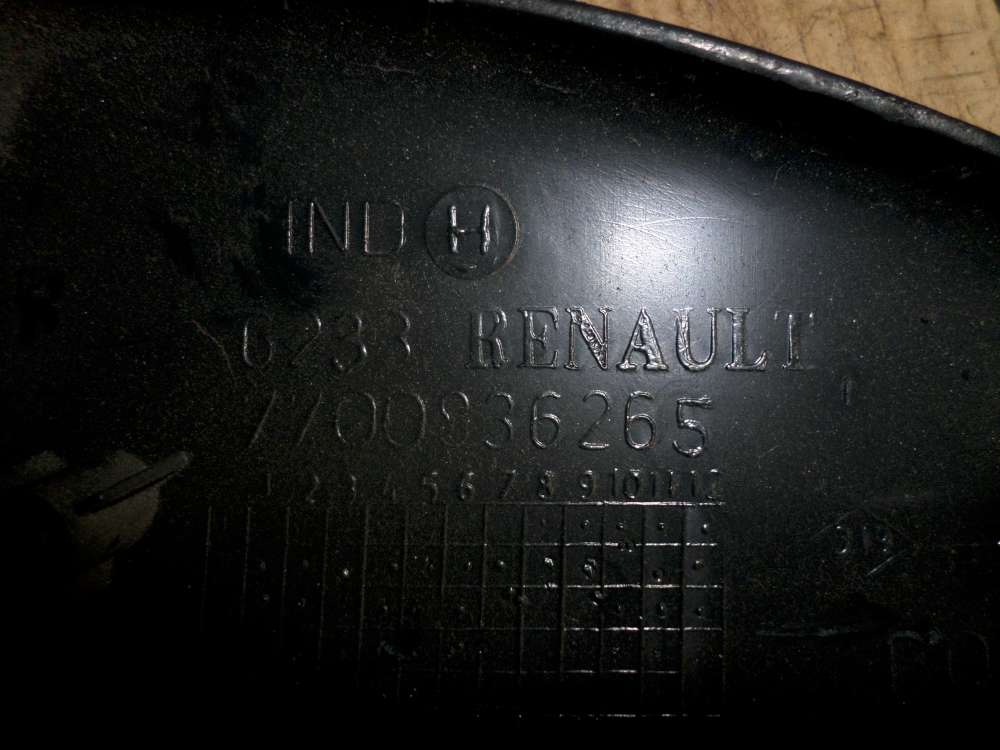 IND H
6233 RENAULT
7700836265
1 2 3 4 5 6 7 8 9 10 11 12